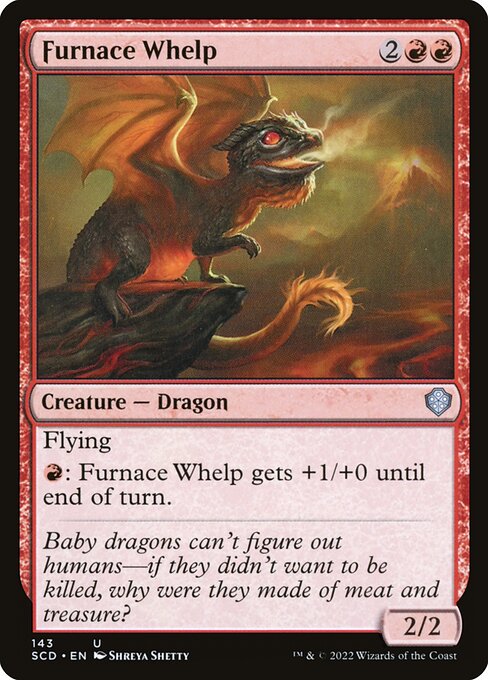 Furnace Whelp 2
Creature — Dragon
Flying
: Furnace Whelp gets +1/+0 until
end of turn.
Baby dragons can't figure out
humans—if they didn't want to be
killed, why were they made of meat and
treasure?
2/2
143 U
SCD • EN Shreya Shetty ™ & © 2022 Wizards of the Coast